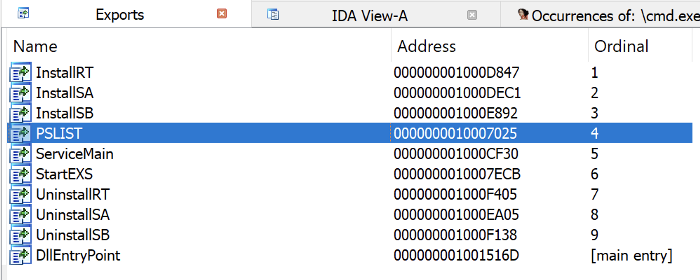 Exports IDA View-A Occurrences of: \cmd.exe
Name Address Ordinal
InstallRT 000000001000D847 1
InstallSA 000000001000DEC1 2
InstallSB 000000001000E892 3
PSLIST 0000000010007025 4
ServiceMain 000000001000CF30 5
StartEXS 0000000010007ECB 6
UninstallRT 000000001000F405 7
UninstallSA 000000001000EA05 8
UninstallSB 000000001000F138 9
DllEntryPoint 000000001001516D [main entry]